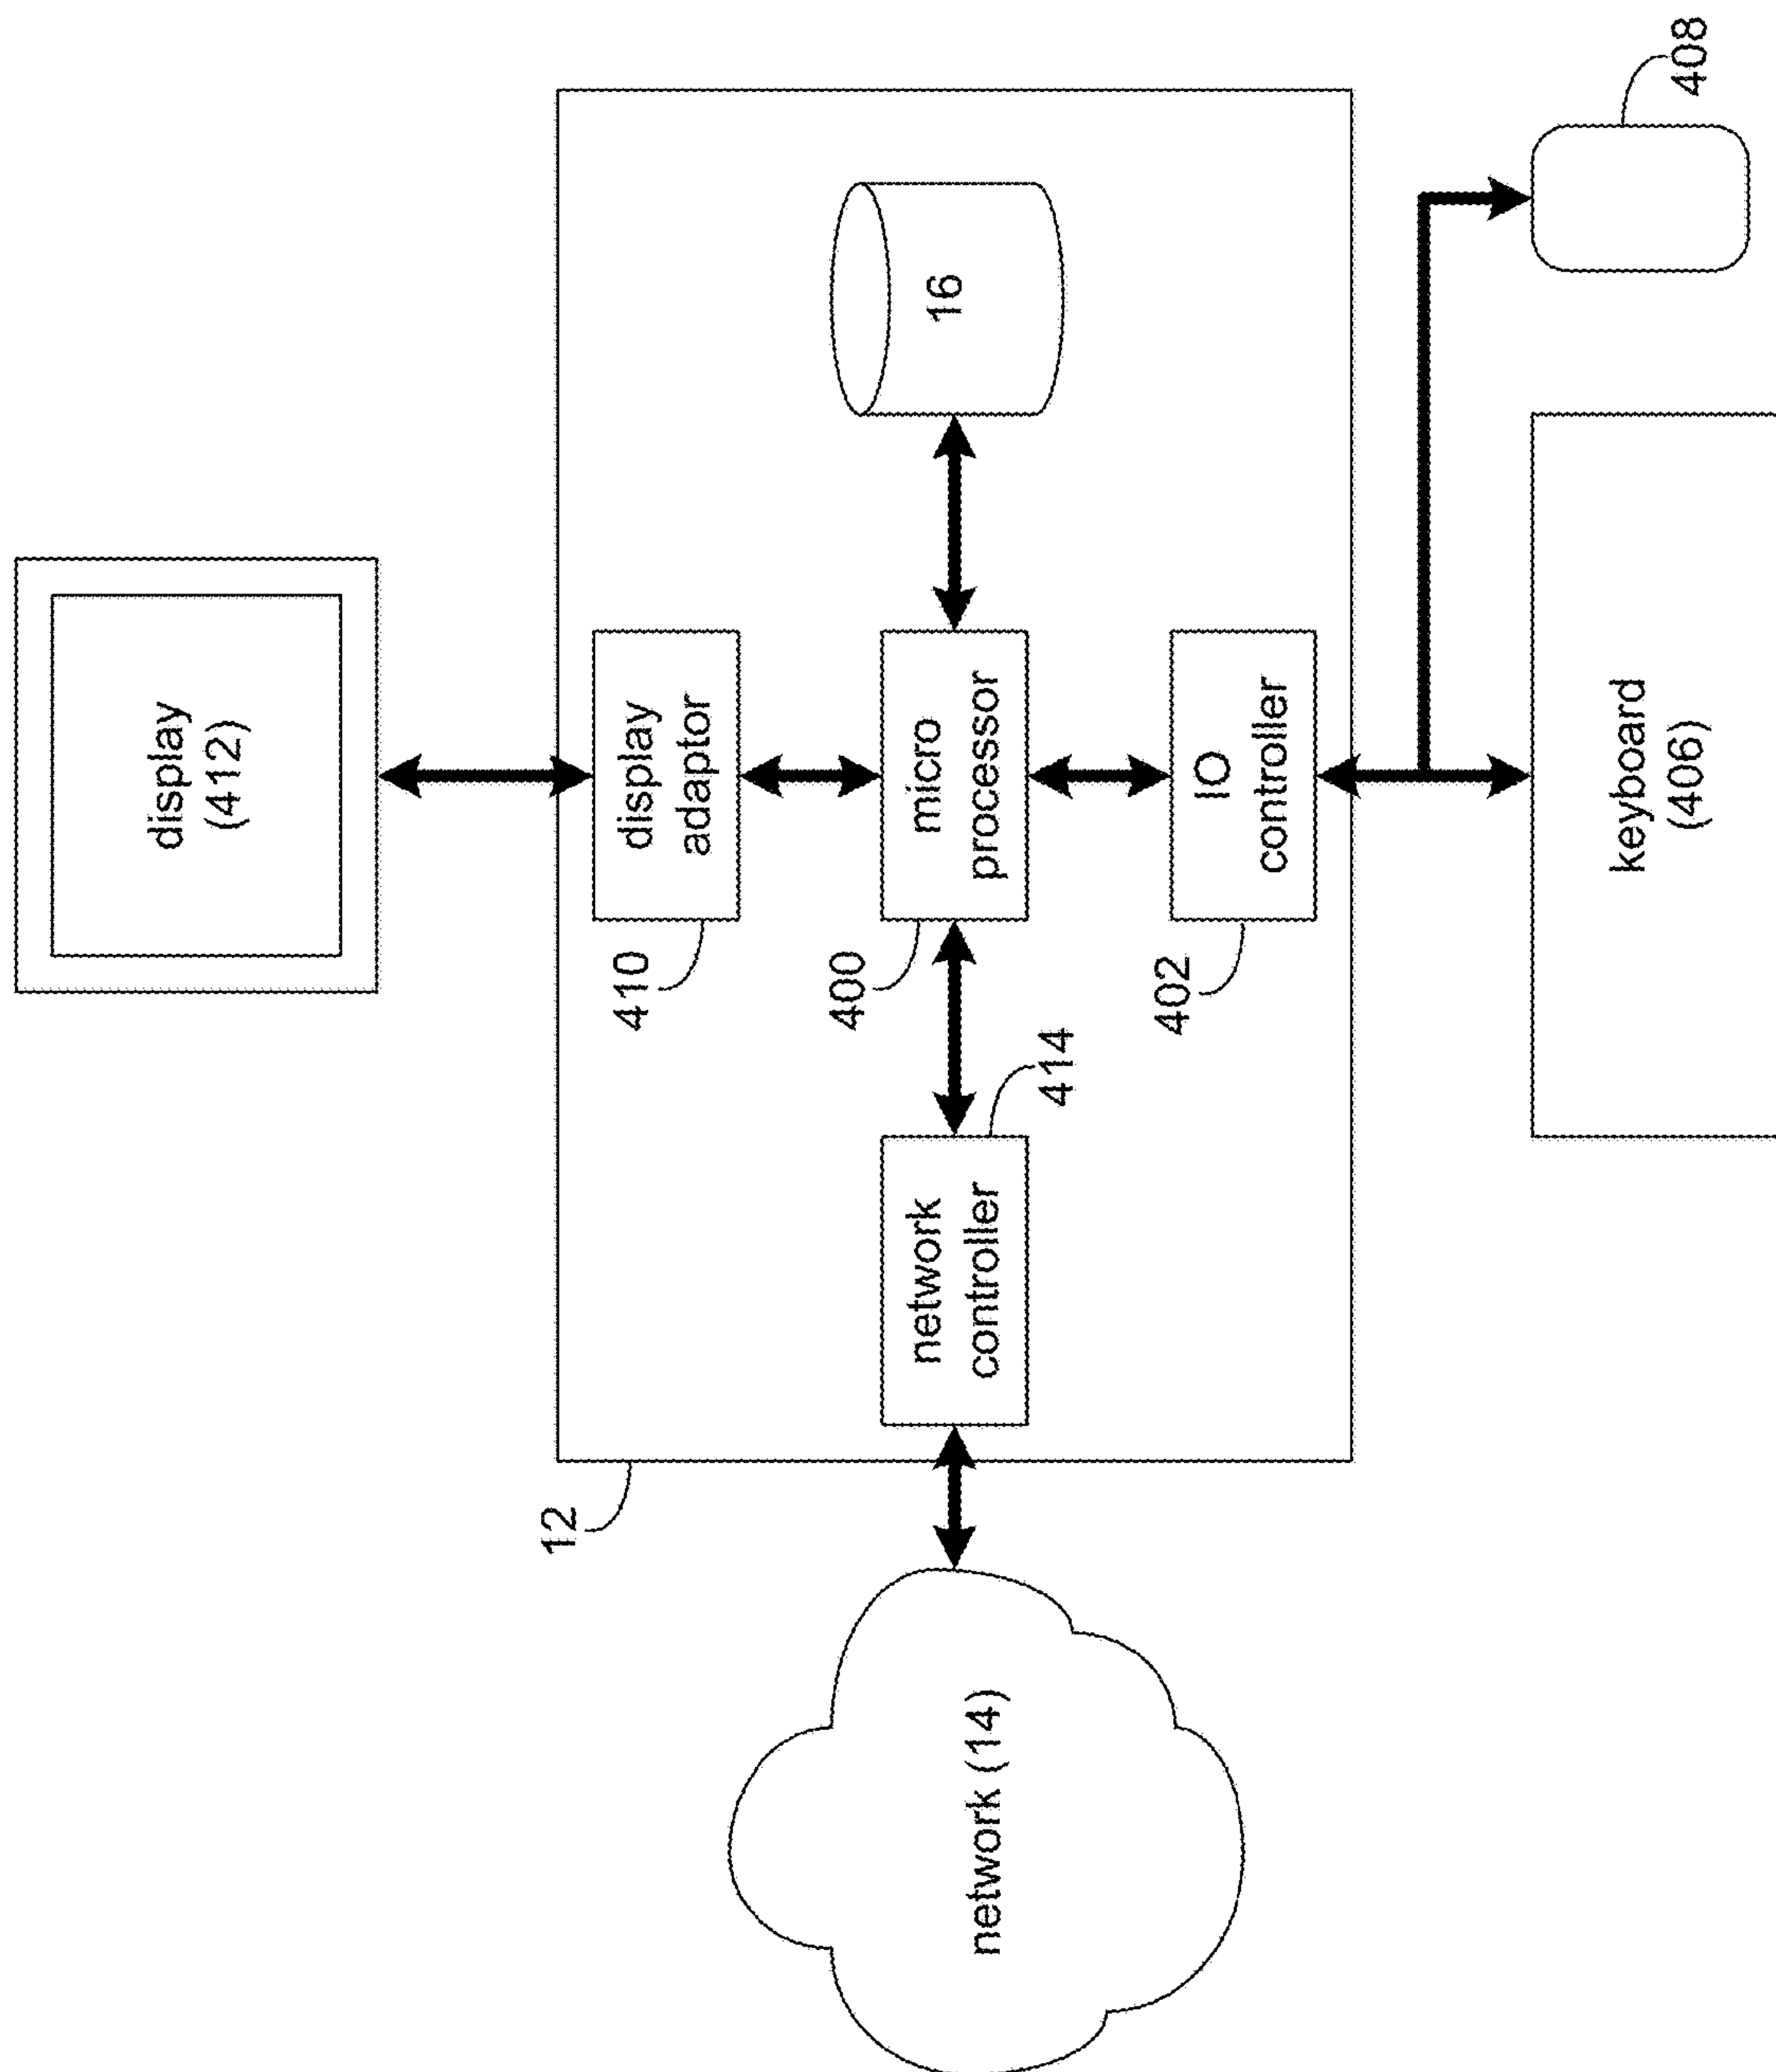 display
(412)
display
adaptor
410
micro
processor
400
16
network
controller
414
IO
controller
402
12
network (14)
keyboard
(406)
408